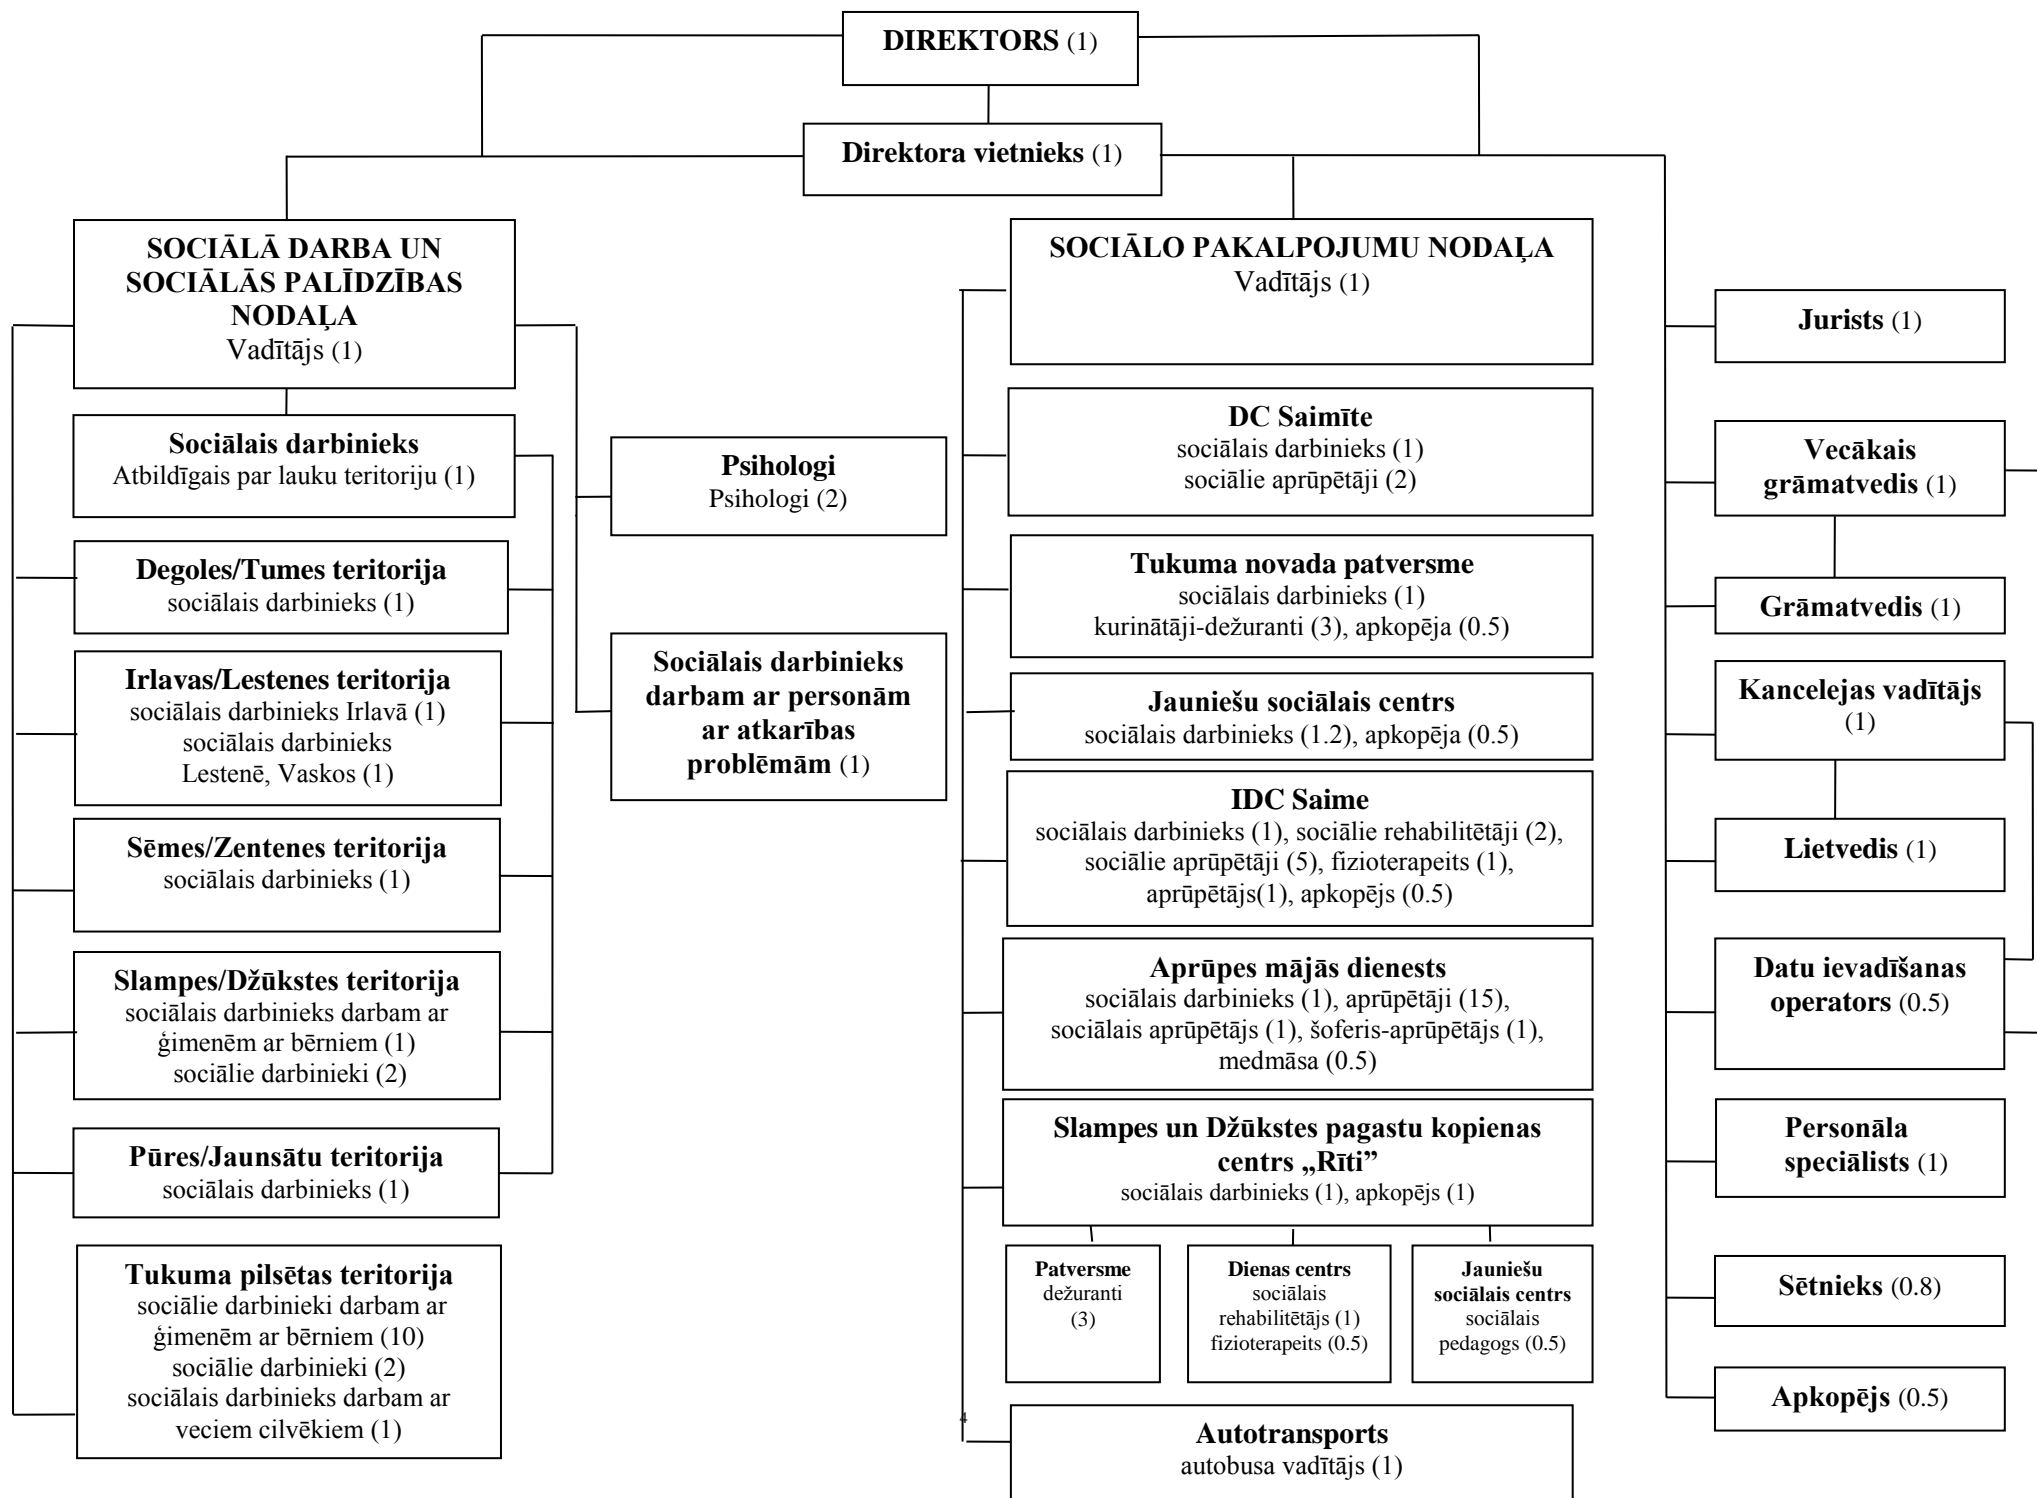 DIREKTORS (1)
Direktora vietnieks (1)
SOCIĀLĀ DARBA UN
SOCIĀLĀS PALĪDZĪBAS
NODAĻA
Vadītājs (1)
Sociālais darbinieks
Atbildīgais par lauku teritoriju (1)
Degoles/Tumes teritorija
sociālais darbinieks (1)
Irlavas/Lestenes teritorija
sociālais darbinieks Irlavā (1)
sociālais darbinieks
Lestenē, Vaskos (1)
Sēmes/Zentenes teritorija
sociālais darbinieks (1)
Slampes/Džūkstes teritorija
sociālais darbinieks darbam ar
ģimenēm ar bērniem (1)
sociālie darbinieki (2)
Pūres/Jaunsātu teritorija
sociālais darbinieks (1)
Tukuma pilsētas teritorija
sociālie darbinieki darbam ar
ģimenēm ar bērniem (10)
sociālie darbinieki (2)
sociālais darbinieks darbam ar
veciem cilvēkiem (1)
Psihologi
Psihologi (2)
Sociālais darbinieks
darbam ar personām
ar atkarības
problēmām (1)
SOCIĀLO PAKALPOJUMU NODAĻA
Vadītājs (1)
DC Saimīte
sociālais darbinieks (1)
sociālie aprūpētāji (2)
Tukuma novada patversme
sociālais darbinieks (1)
kurinātāji-dežuranti (3), apkopēja (0.5)
Jauniešu sociālais centrs
sociālais darbinieks (1.2), apkopēja (0.5)
IDC Saime
sociālais darbinieks (1), sociālie rehabilitētāji (2),
sociālie aprūpētāji (5), fizioterapeits (1),
aprūpētājs(1), apkopējs (0.5)
Aprūpes mājās dienests
sociālais darbinieks (1), aprūpētāji (15),
sociālais aprūpētājs (1), šoferis-aprūpētājs (1),
medmāsa (0.5)
Slampes un Džūkstes pagastu kopienas
centrs „Rīti”
sociālais darbinieks (1), apkopējs (1)
Patversme
dežuranti
(3)
Dienas centrs
sociālais
rehabilitētājs (1)
fizioterapeits (0.5)
Jauniešu
sociālais centrs
sociālais
pedagogs (0.5)
4
Autotransports
autobusa vadītājs (1)
Jurists (1)
Vecākais
grāmatvedis (1)
Grāmatvedis (1)
Kancelejas vadītājs
(1)
Lietvedis (1)
Datu ievadīšanas
operators (0.5)
Personāla
speciālists (1)
Sētnieks (0.8)
Apkopējs (0.5)